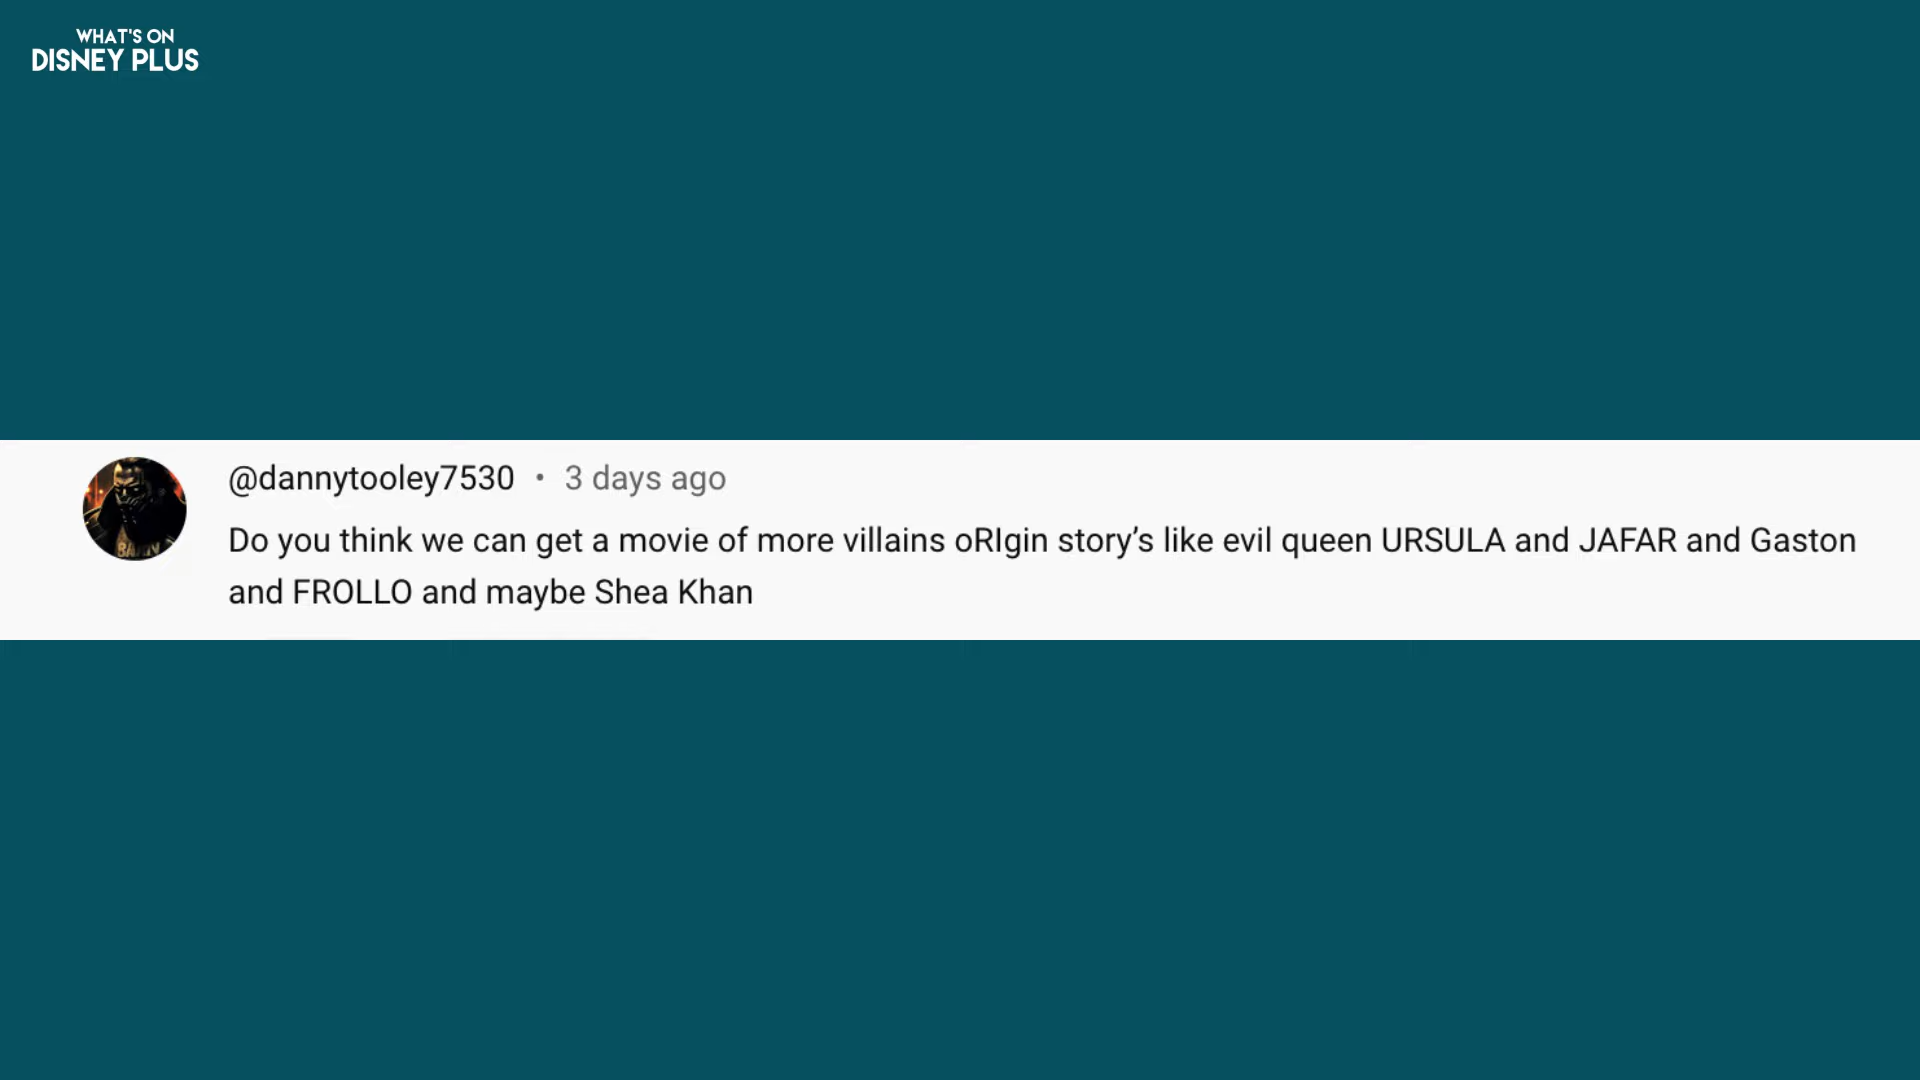 WHAT'S ON
DISNEY PLUS
@dannytooley7530 • 3 days ago
Do you think we can get a movie of more villains oRIgin story’s like evil queen URSULA and JAFAR and Gaston
and FROLLO and maybe Shea Khan